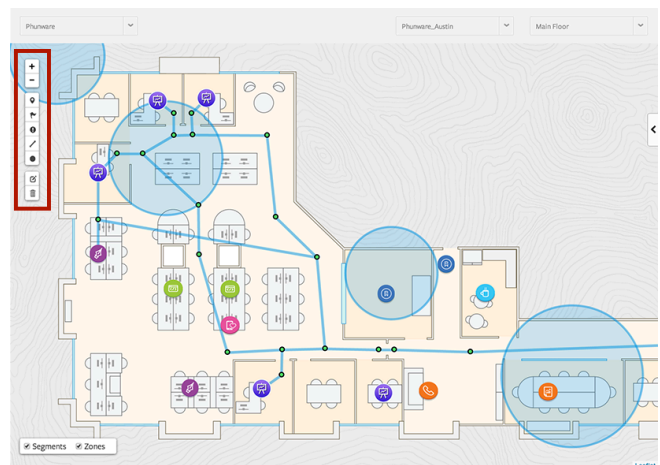 Phunware
Phunware_Austin
Main Floor
+
−
Segments
Zones
Leaflet